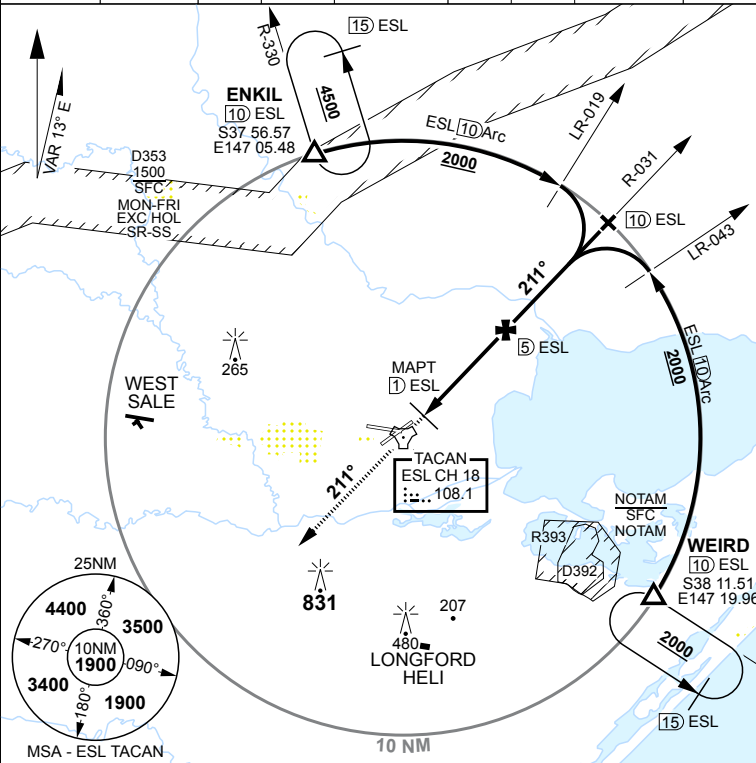 15 ESL
R-330
4500
ENKIL
10 ESL
S37 56.57
E147 05.48
VAR 13° E
ESL 10 Arc
2000
LR-019
R-031
10 ESL
LR-043
D353
1500
SFC
MON-FRI
EXC HOL
SR-SS
211°
5 ESL
265
MAPT
1 ESL
WEST
SALE
ESL 10 Arc
2000
TACAN
ESL CH 18
108.1
211°
NOTAM
SFC
NOTAM
R393
D392
WEIRD
10 ESL
S38 11.51
E147 19.96
831
207
480
LONGFORD
HELI
2000
15 ESL
25NM
4400
360°
3500
270°
10NM
1900
090°
3400
180°
1900
MSA - ESL TACAN
10 NM